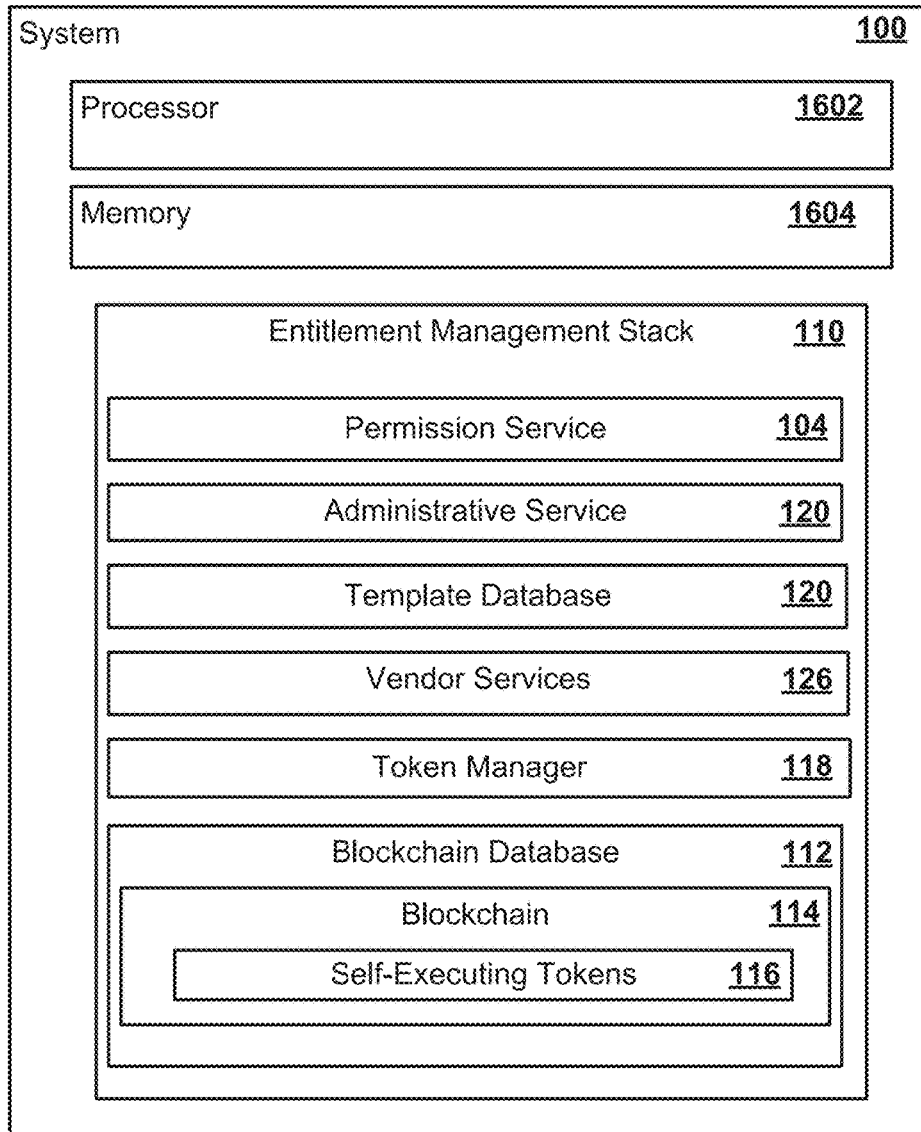 System 100
Processor 1602
Memory 1604
Entitlement Management Stack 110
Permission Service 104
Administrative Service 120
Template Database 120
Vendor Services 126
Token Manager 118
Blockchain Database 112
Blockchain 114
Self-Executing Tokens 116